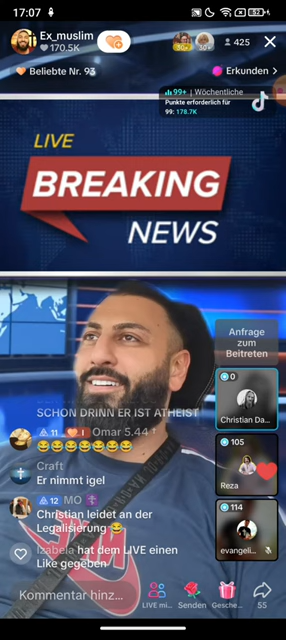 17:07
52
Ex_muslim
170.5K
30+
30+
425
Beliebte Nr. 93
Erkunden >
99+ | Wöchentliche
Punkte erforderlich für
99: 178.7K
LIVE
BREAKING
NEWS
Anfrage
zum
Beitreten
0
Christian Da...
SCHON DRINN ER IST ATHEIST
11 I Omar 5.44
😂😂😂😂😂😂😂
Craft
Er nimmt igel
105
Reza
12 MO
Christian leidet an der
Legalisierung 😂
114
evangeli...
Izabela hat dem LIVE einen
Like gegeben
Kommentar hinz...
LIVE mi...
Senden
Gesche...
55